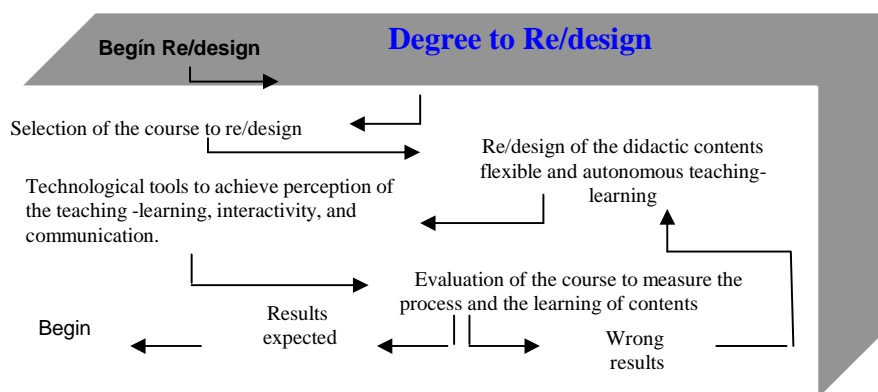 Degree to Re/design
Begín Re/design
Selection of the course to re/design
Re/design of the didactic contents
flexible and autonomous teaching-
learning
Technological tools to achieve perception of
the teaching -learning, interactivity, and
communication.
Evaluation of the course to measure the
process and the learning of contents
Results
expected
Begin
Wrong
results